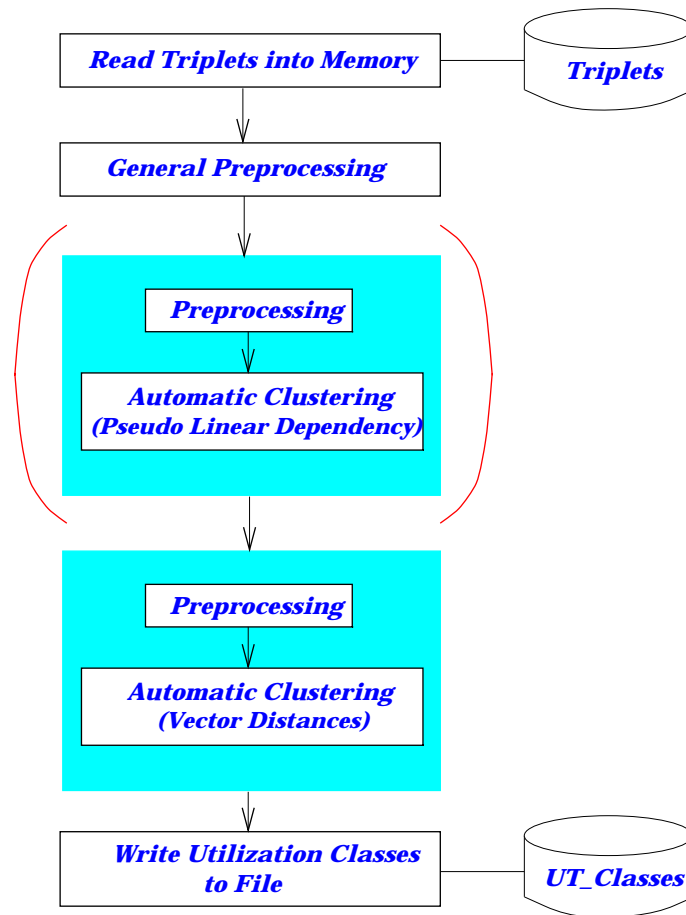 Read Triplets into Memory
Triplets
General Preprocessing
Preprocessing
Automatic Clustering
(Pseudo Linear Dependency)
Preprocessing
Automatic Clustering
(Vector Distances)
Write Utilization Classes
to File
UT_Classes